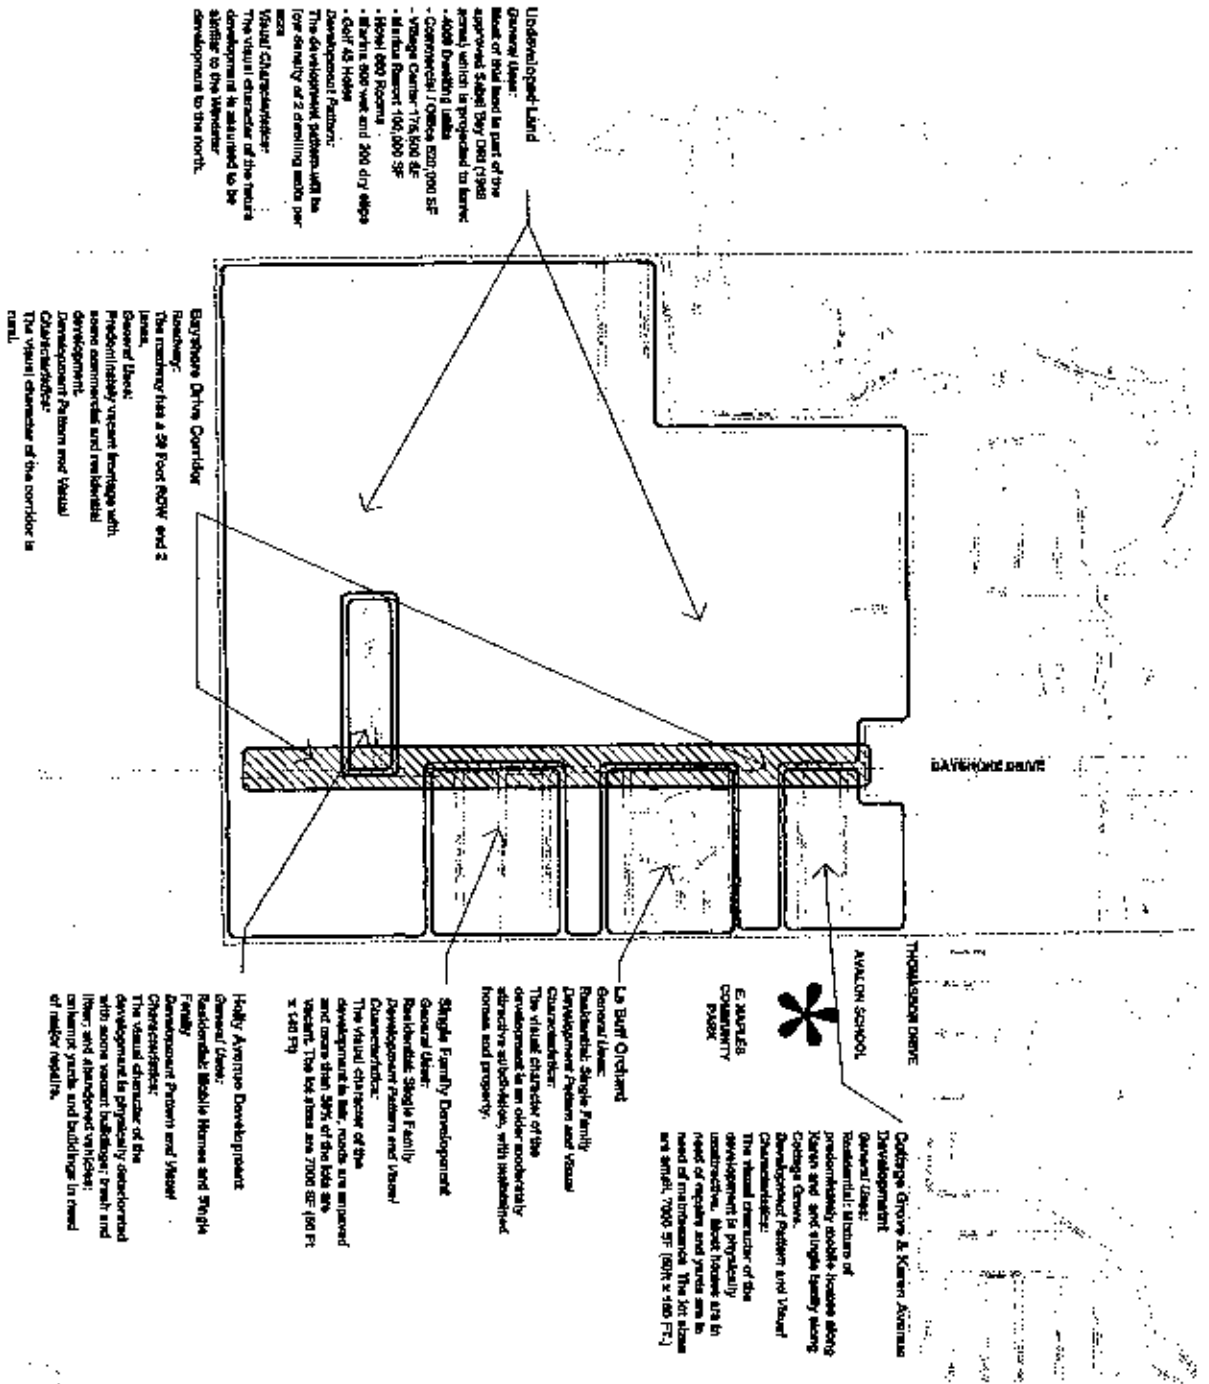 Undeveloped Land
General Uses:
Most of this land is part of the
approved Sabal Bay DRI (1968
acres) which is projected to have:
- 4000 Dwelling units
- Commercial / Office 520,000 SF
- Village Center 176,500 SF
- Marina Resort 100,000 SF
- Hotel Rooms
- Marina 500 wet and 200 dry slips
- Golf 45 Holes
Development Pattern:
The development pattern will be
low density of 2 dwelling units per
acre
Visual Characteristics:
The visual character of the future
development is assumed to be
similar to the Windstar
development to the north.
Bayshore Drive Corridor
Roadway:
The roadway has a Foot ROW and 2
lanes.
General Uses:
Predominately vacant frontage with
some commercial and residential
development.
Development Pattern and Visual
Characteristics:
The visual character of the corridor is
rural.
BAYSHORE DRIVE
THOMASSON DRIVE
AVALON SCHOOL
E. NAPLES
COMMUNITY
PARK
Cottage Grove & Karen Avenue
Development
General Uses:
Residential: Mixture of
predominately mobile homes along
Karen and and single family along
Cottage Grove.
Development Pattern and Visual
Characteristics:
The visual character of the
development is physically
unattractive. Most homes are in
need of repairs and yards are in
need of maintenance. The lot sizes
are small, 7000 SF
La Buff Orchard
General Uses:
Residential: Single Family
Development Pattern and Visual
Characteristics:
The visual character of the
development is an older moderately
attractive subdivision, with maintained
homes and property.
Single Family Development
General Uses:
Residential: Single Family
Development Pattern and Visual
Characteristics:
The visual character of the
development is fair, roads are improved
and more than 50% of the lots are
vacant. The lot sizes are 7000 SF (50 Ft
x 140 Ft)
Holly Avenue Development
General Uses:
Residential: Mobile Homes and Single
Family
Development Pattern and Visual
Characteristics:
The visual character of the
development is physically deteriorated
with some vacant buildings; trash and
litter; and abandoned vehicles;
unkempt yards and buildings in need
of major repairs.